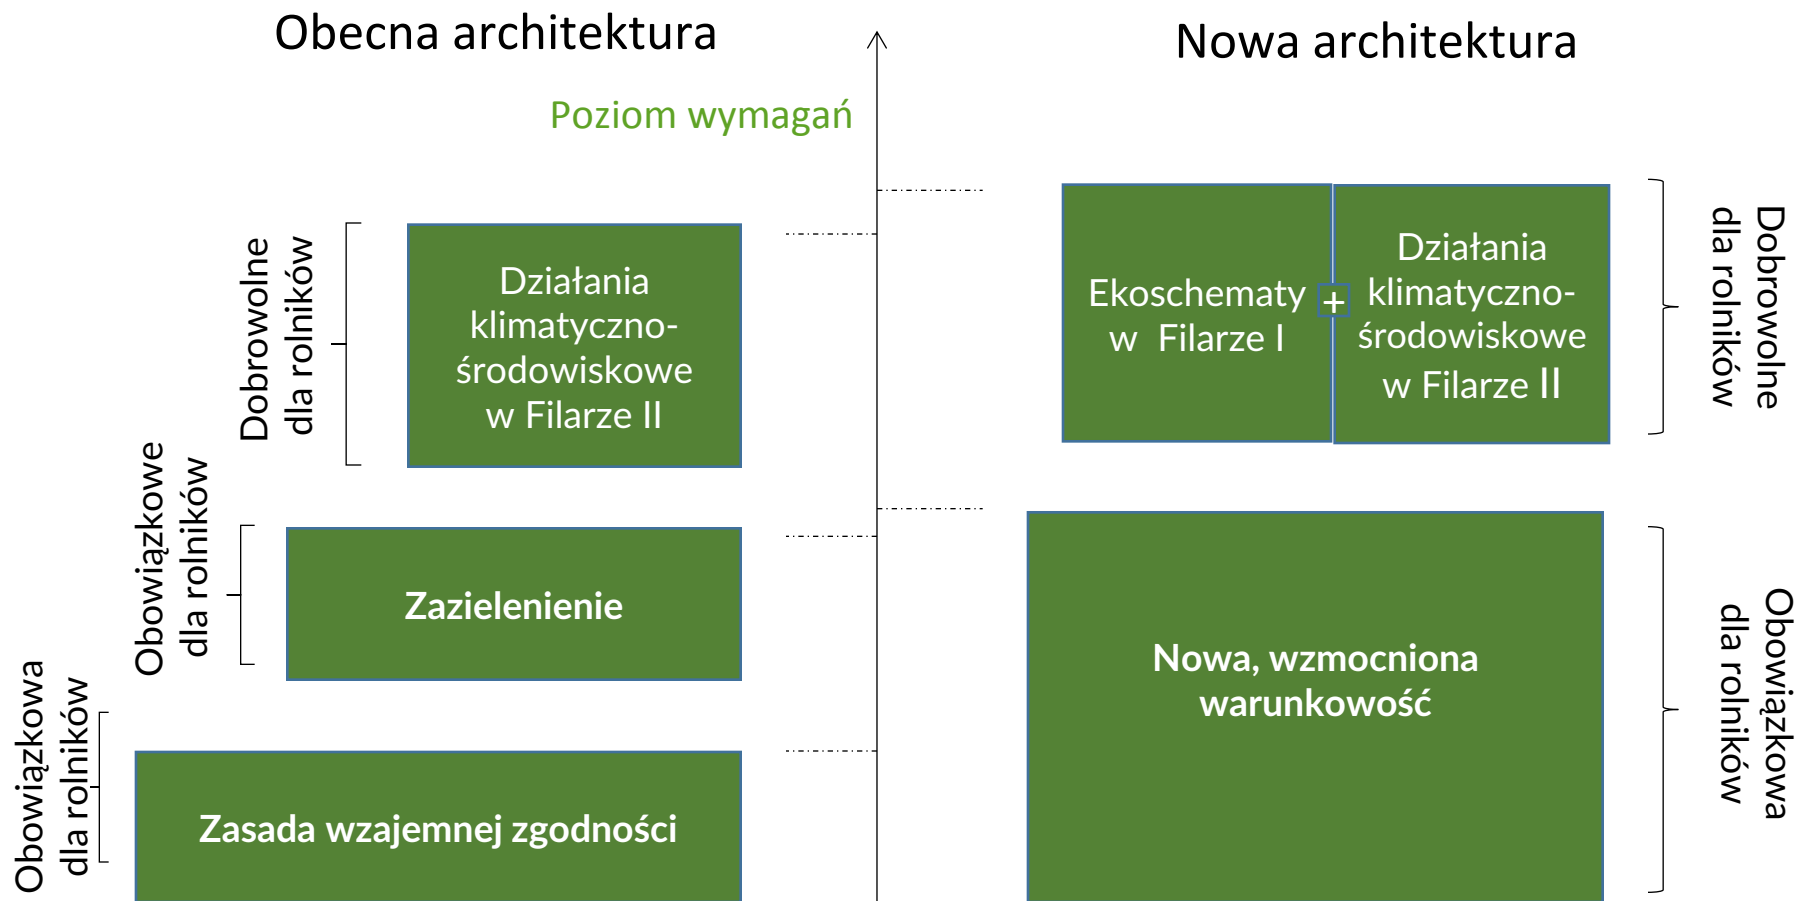 Obecna architektura
Nowa architektura
Poziom wymagań
Dobrowolne
dla rolników
Działania
klimatyczno-
środowiskowe
w Filarze II
Obowiązkowe
dla rolników
Zazielenienie
Obowiązkowa
dla rolników
Zasada wzajemnej zgodności
Ekoschematy
w Filarze I
+
Działania
klimatyczno-
środowiskowe
w Filarze II
Dobrowolne
dla rolników
Nowa, wzmocniona
warunkowość
Obowiązkowa
dla rolników